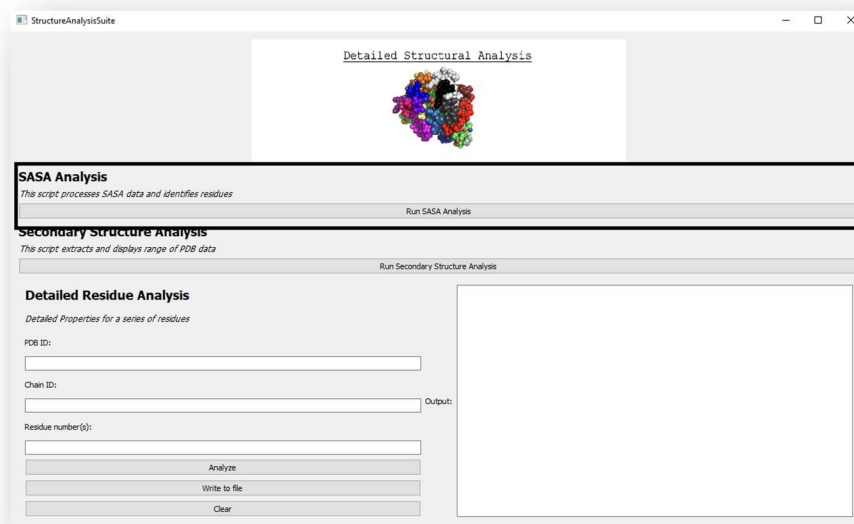 StructureAnalysisSuite
Detailed Structural Analysis
SASA Analysis
This script processes SASA data and identifies residues
Run SASA Analysis
Secondary Structure Analysis
This script extracts and displays range of PDB data
Run Secondary Structure Analysis
Detailed Residue Analysis
Detailed Properties for a series of residues
PDB ID:
Chain ID:
Output:
Residue number(s):
Analyze
Write to file
Clear